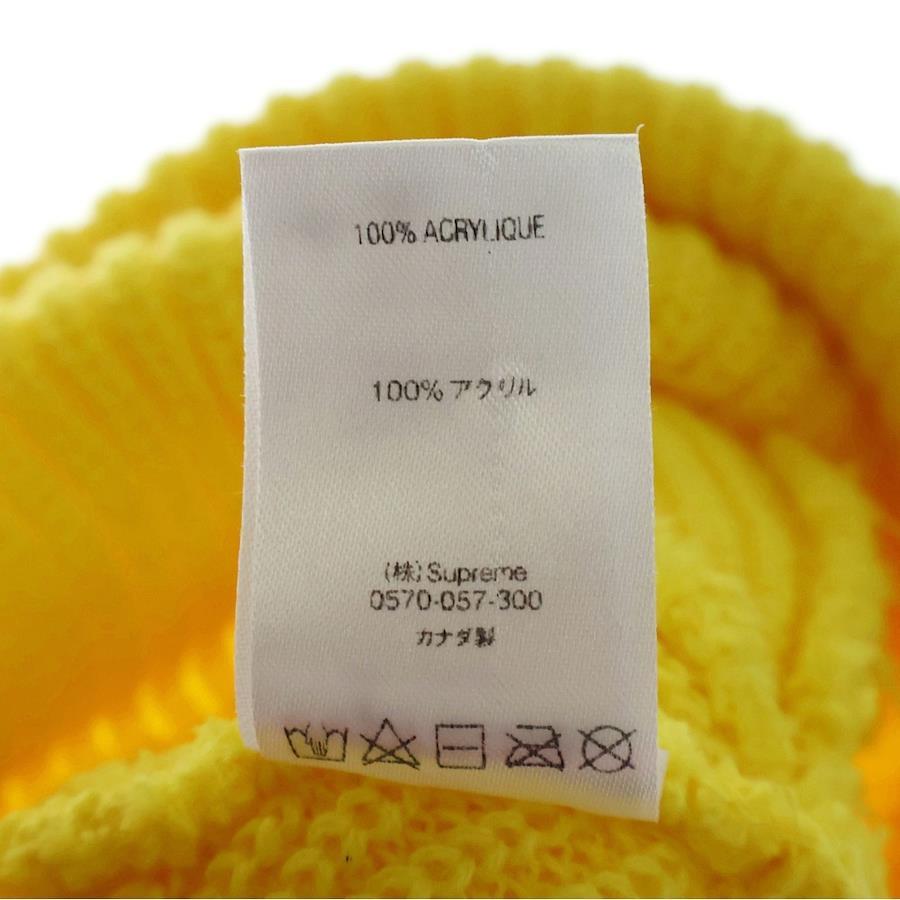 100% ACRYLIQUE
100% アクリル
(株)Supreme
0570-057-300
カナダ製